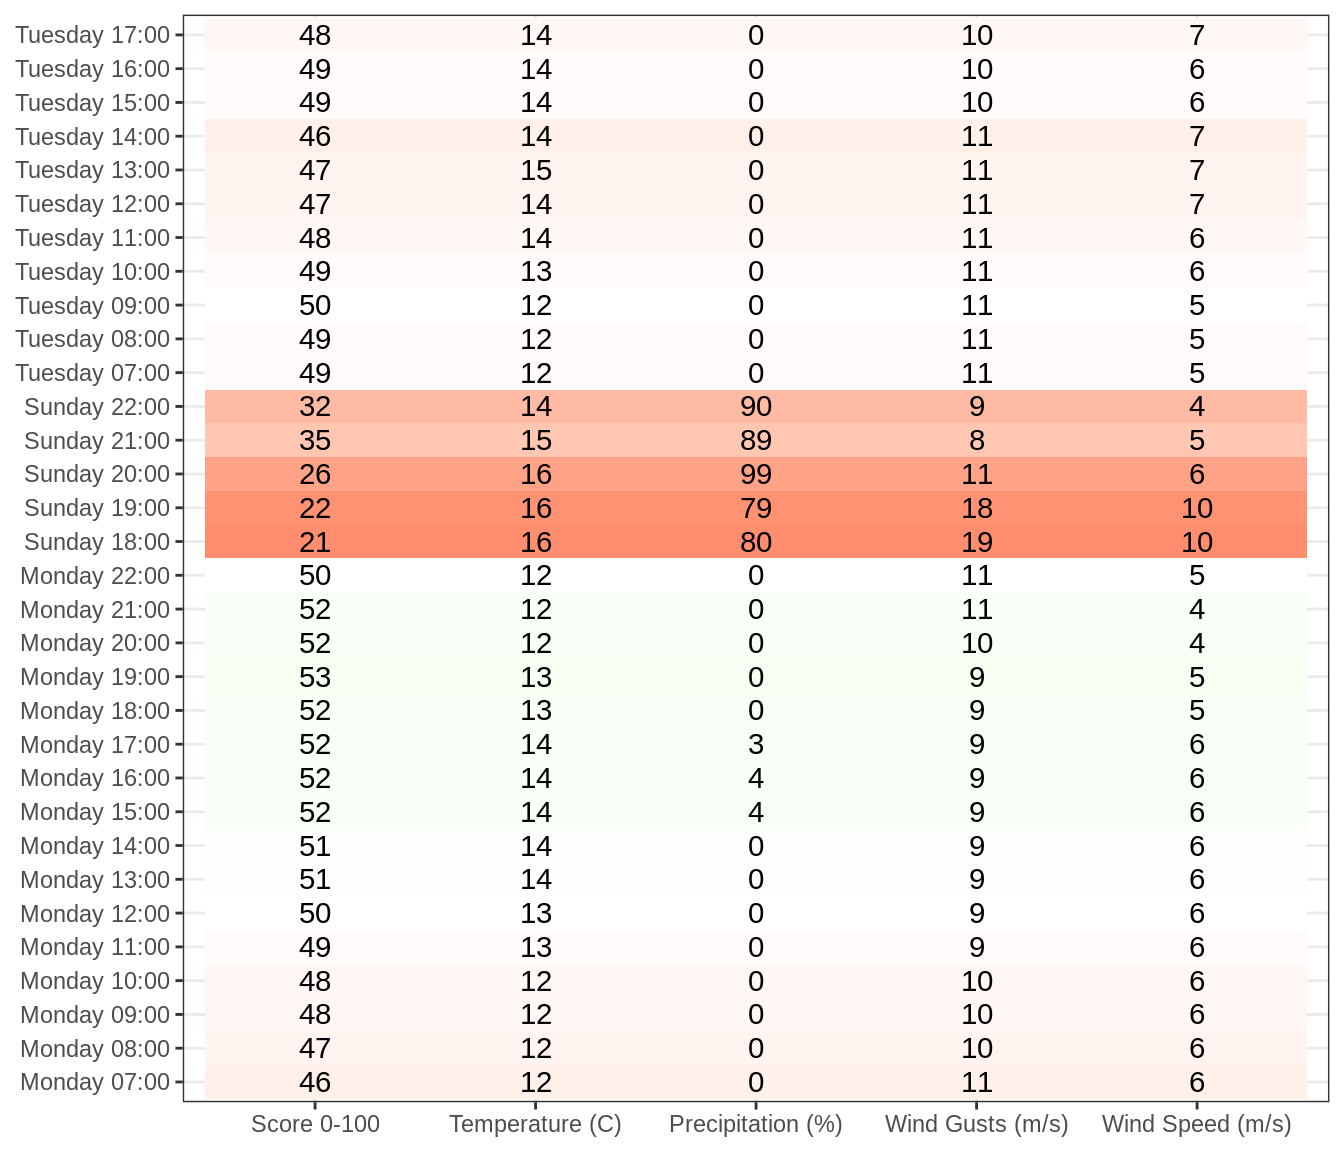 Tuesday 17:00 48 14 0 10 7
Tuesday 16:00 49 14 0 10 6
Tuesday 15:00 49 14 0 10 6
Tuesday 14:00 46 14 0 11 7
Tuesday 13:00 47 15 0 11 7
Tuesday 12:00 47 14 0 11 7
Tuesday 11:00 48 14 0 11 6
Tuesday 10:00 49 13 0 11 6
Tuesday 09:00 50 12 0 11 5
Tuesday 08:00 49 12 0 11 5
Tuesday 07:00 49 12 0 11 5
Sunday 22:00 32 14 90 9 4
Sunday 21:00 35 15 89 8 5
Sunday 20:00 26 16 99 11 6
Sunday 19:00 22 16 79 18 10
Sunday 18:00 21 16 80 19 10
Monday 22:00 50 12 0 11 5
Monday 21:00 52 12 0 11 4
Monday 20:00 52 12 0 10 4
Monday 19:00 53 13 0 9 5
Monday 18:00 52 13 0 9 5
Monday 17:00 52 14 3 9 6
Monday 16:00 52 14 4 9 6
Monday 15:00 52 14 4 9 6
Monday 14:00 51 14 0 9 6
Monday 13:00 51 14 0 9 6
Monday 12:00 50 13 0 9 6
Monday 11:00 49 13 0 9 6
Monday 10:00 48 12 0 10 6
Monday 09:00 48 12 0 10 6
Monday 08:00 47 12 0 10 6
Monday 07:00 46 12 0 11 6
Score 0-100 Temperature (C) Precipitation (%) Wind Gusts (m/s) Wind Speed (m/s)